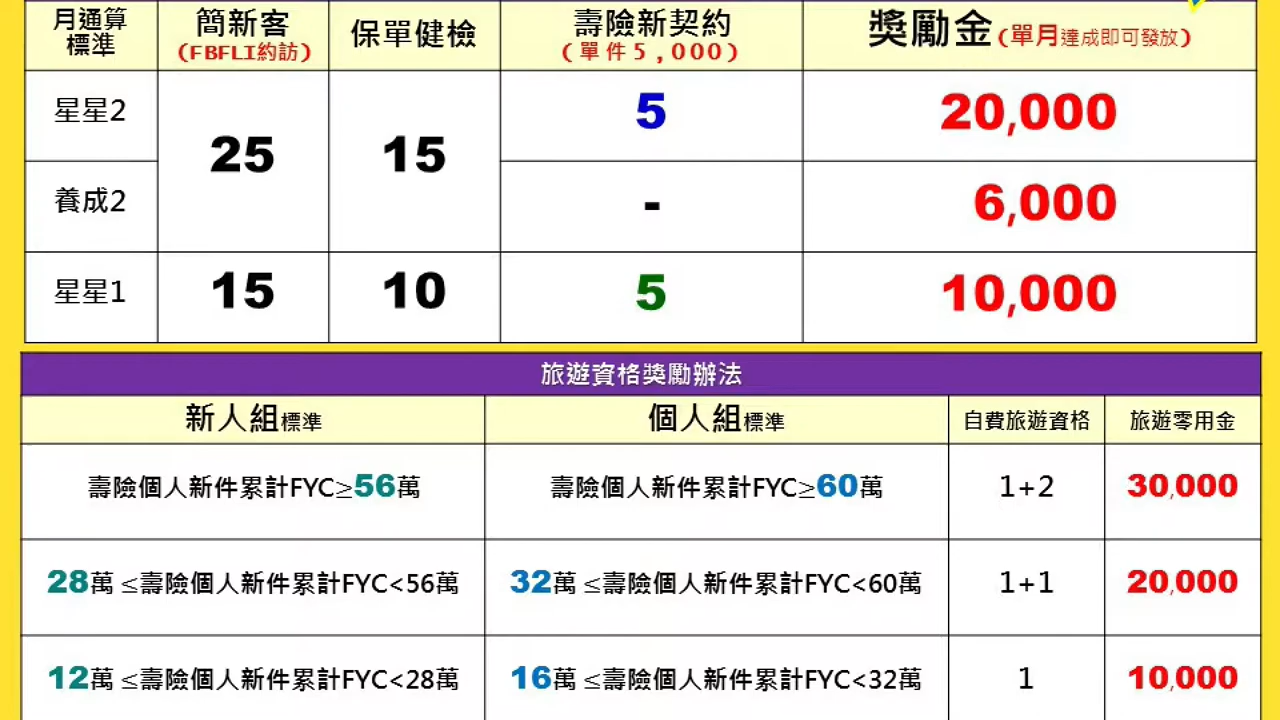 月通算
標準
簡新客
(FBFLI約訪)
保單健檢
壽險新契約
(單件5,000)
獎勵金(單月達成即可發放)
星星2
25
15
5
20,000
養成2
-
6,000
星星1
15
10
5
10,000
旅遊資格獎勵辦法
新人組標準
個人組標準
自費旅遊資格
旅遊零用金
壽險個人新件累計FYC≥56萬
壽險個人新件累計FYC≥60萬
1+2
30,000
28萬 ≤壽險個人新件累計FYC<56萬
32萬 ≤壽險個人新件累計FYC<60萬
1+1
20,000
12萬 ≤壽險個人新件累計FYC<28萬
16萬 ≤壽險個人新件累計FYC<32萬
1
10,000